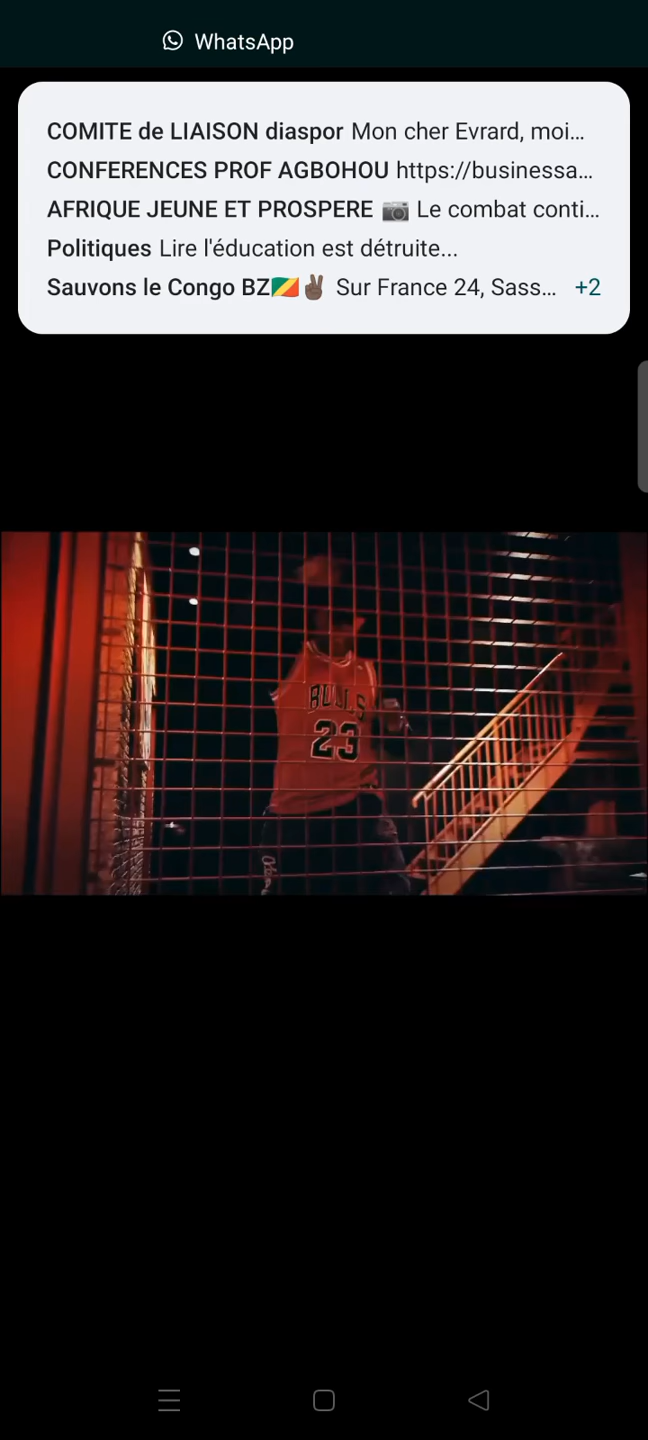 WhatsApp
COMITE de LIAISON diaspor Mon cher Evrard, moi...
CONFERENCES PROF AGBOHOU https://businessa...
AFRIQUE JEUNE ET PROSPERE 📷 Le combat conti...
Politiques Lire l'éducation est détruite...
Sauvons le Congo BZ🇨🇬✌🏾 Sur France 24, Sass... +2
BULLS
23